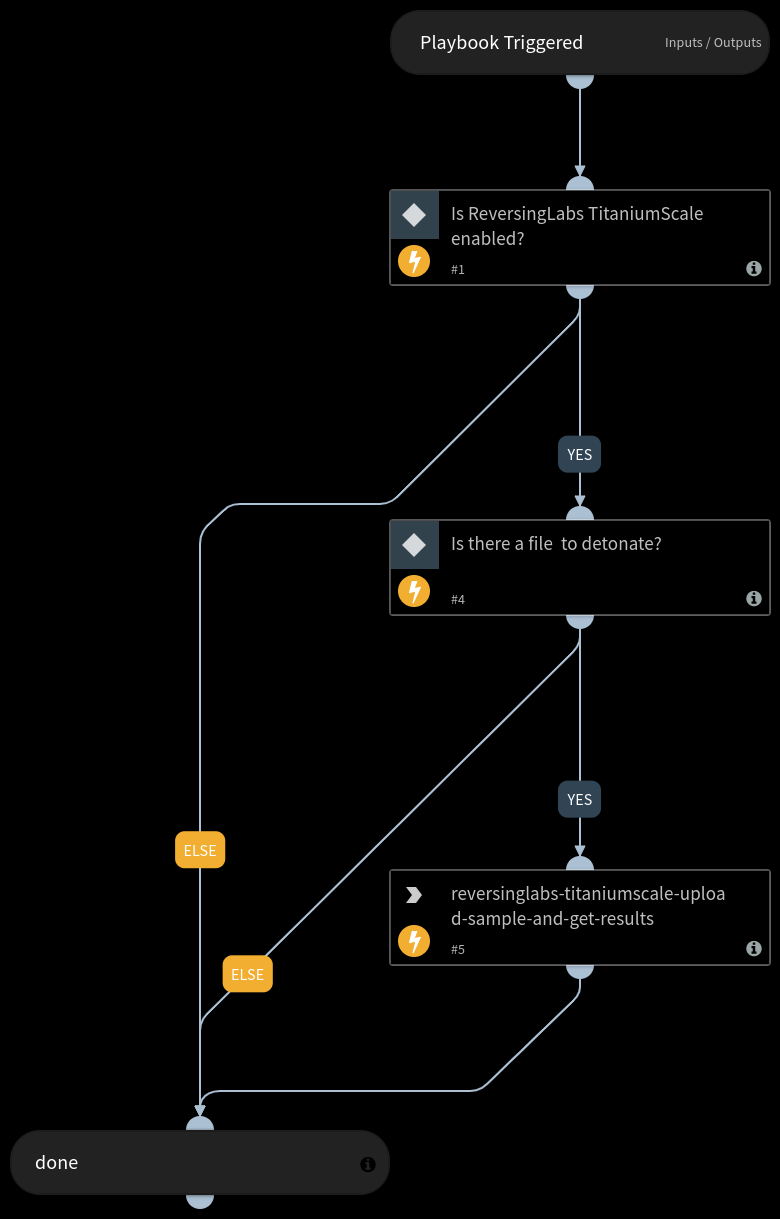 Playbook Triggered
Inputs / Outputs
Is ReversingLabs TitaniumScale
enabled?
#1
YES
Is there a file  to detonate?
#4
YES
ELSE
reversinglabs-titaniumscale-uploa
d-sample-and-get-results
#5
ELSE
done